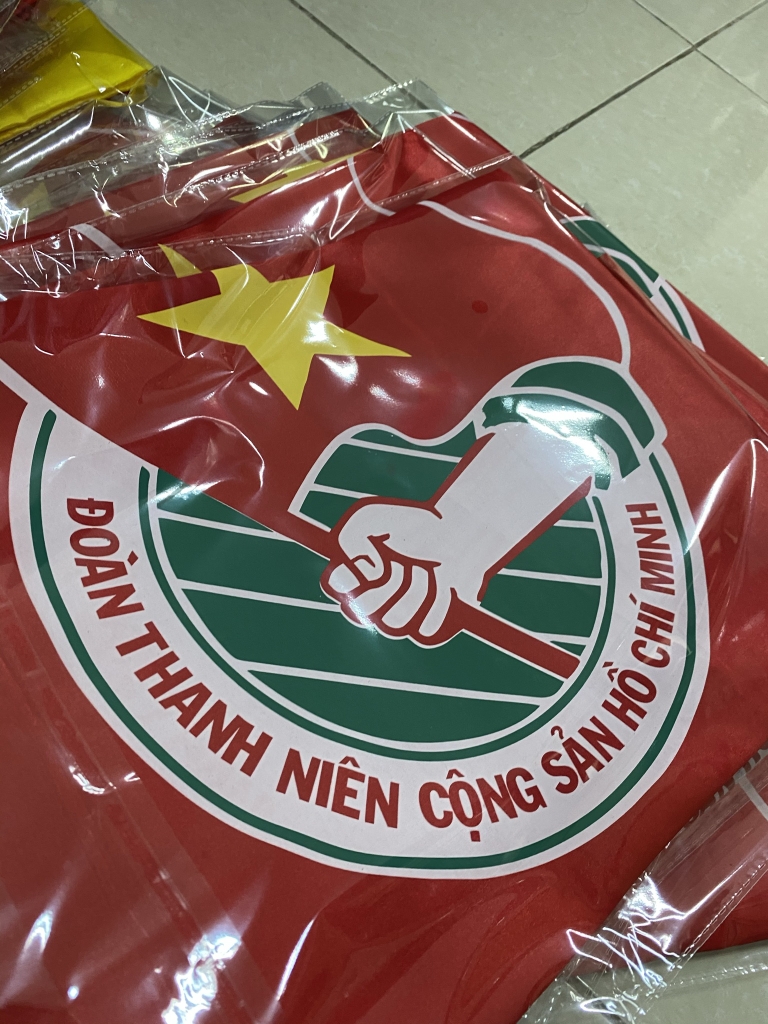 ĐOÀN THANH NIÊN CỘNG SẢN HỒ CHÍ MINH